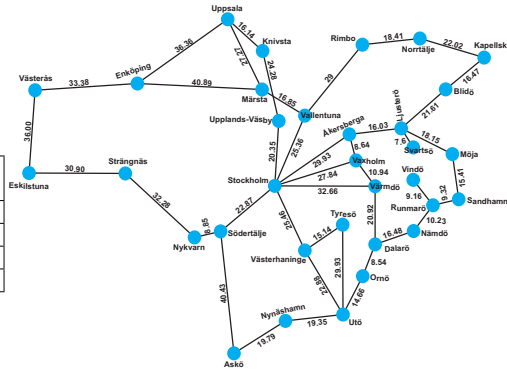 Uppsala
16.14
Knivsta
36.36
27.27
24.28
Rimbo
18.41
Norrtälje
22.02
Kapellsk
16.47
Blidö
21.61
Västerås
33.38
Enköping
40.89
Märsta
16.85
Vallentuna
29
Upplands-Väsby
36.00
20.35
25.36
Åkersberga
16.03
Ljusterö
7.6
Svartsö
18.15
Möja
29.93
8.64
Vaxholm
27.84
10.94
Vindö
9.16
15.41
9.32
Sandhamn
Eskilstuna
30.90
Strängnäs
Stockholm
32.66
Värmdö
Runmarö
10.23
32.28
22.87
8.85
Nykvarn
Södertälje
25.46
Tyresö
15.14
20.92
16.48
Nämdö
Dalarö
Västerhaninge
29.93
8.54
Ornö
22.88
14.66
40.43
Nynäshamn
19.35
Utö
19.79
Askö